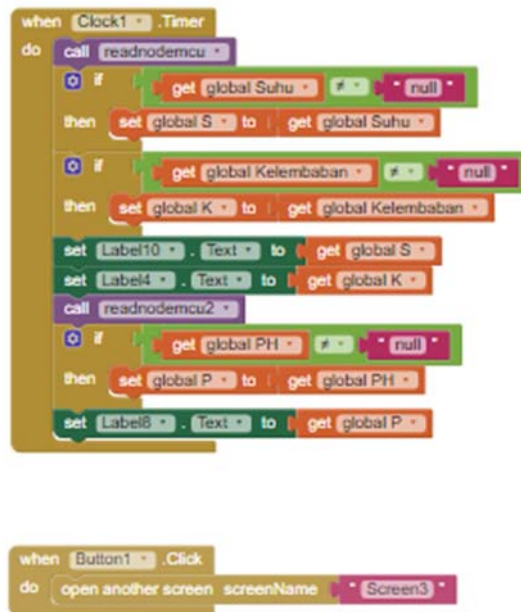 when Clock1 .Timer
do call readnodemcu
if get global Suhu ≠ " null "
then set global S to get global Suhu
if get global Kelembaban ≠ " null "
then set global K to get global Kelembaban
set Label10 . Text to get global S
set Label4 . Text to get global K
call readnodemcu2
if get global PH ≠ " null "
then set global P to get global PH
set Label8 . Text to get global P
when Button1 .Click
do open another screen screenName " Screen3 "